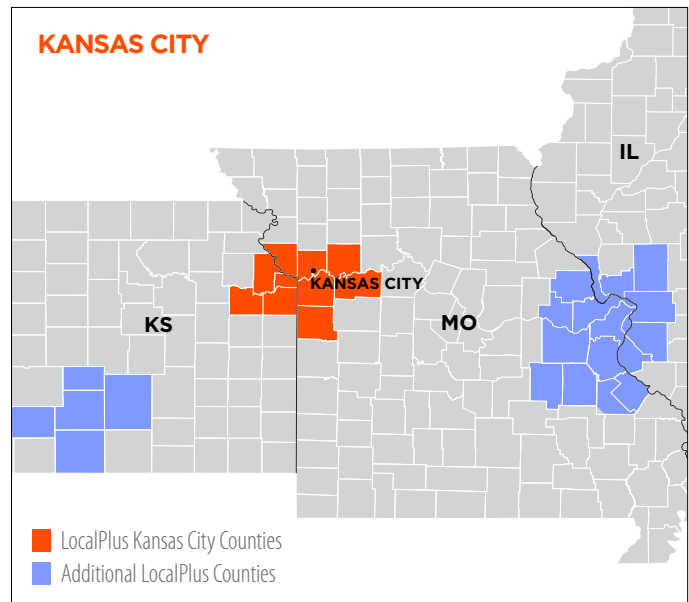 KANSAS CITY
IL
KANSAS CITY
KS
MO
LocalPlus Kansas City Counties
Additional LocalPlus Counties